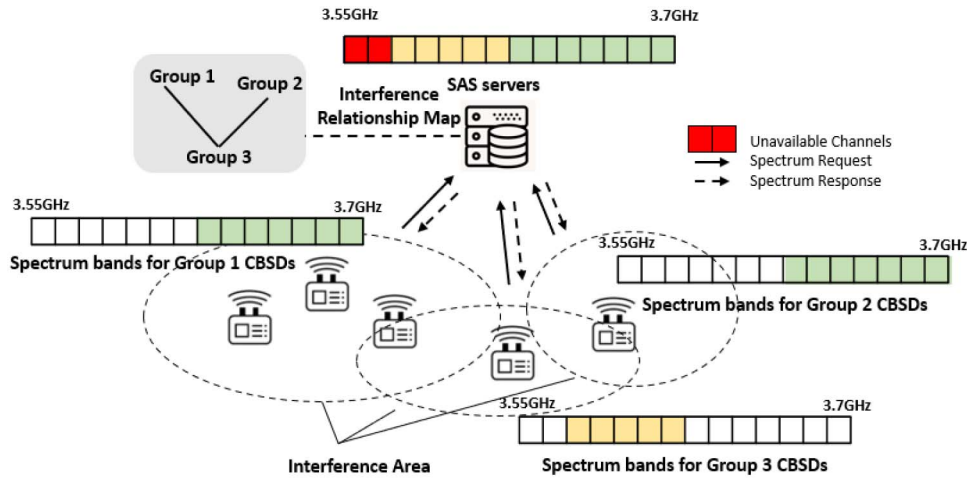 3.55GHz
3.7GHz
SAS servers
Group 1
Group 2
Group 3
Interference
Relationship Map
Unavailable Channels
Spectrum Request
Spectrum Response
3.55GHz
3.7GHz
Spectrum bands for Group 1 CBSDs
3.55GHz
3.7GHz
Spectrum bands for Group 2 CBSDs
3.55GHz
3.7GHz
Interference Area
Spectrum bands for Group 3 CBSDs